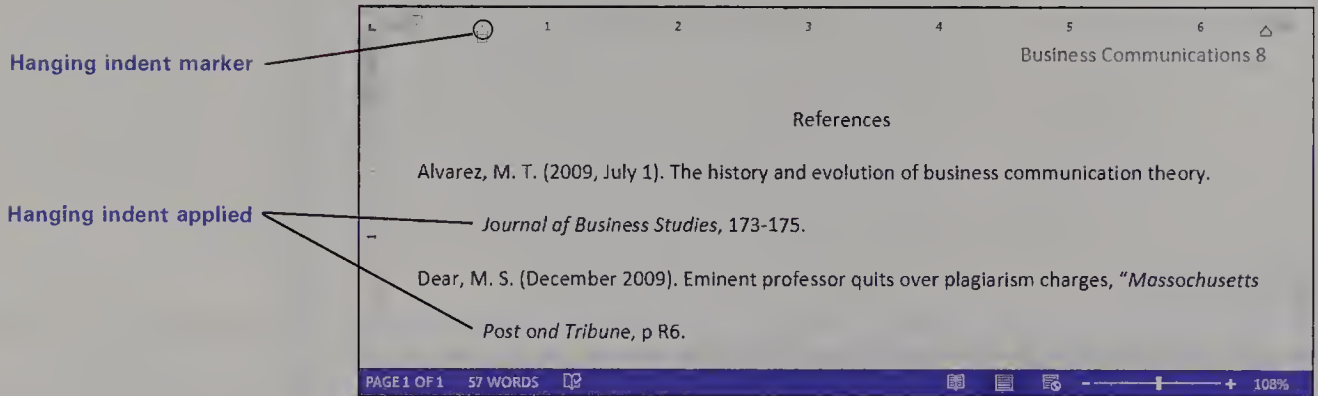 1 2 3 4 5 6
Hanging indent marker
Business Communications 8
References
Alvarez, M. T. (2009, July 1). The history and evolution of business communication theory.
Hanging indent applied
Journal of Business Studies, 173-175.
Dear, M. S. (December 2009). Eminent professor quits over plagiarism charges, “Massochusetts
Post ond Tribune, p R6.
PAGE 1 OF 1 57 WORDS 108%